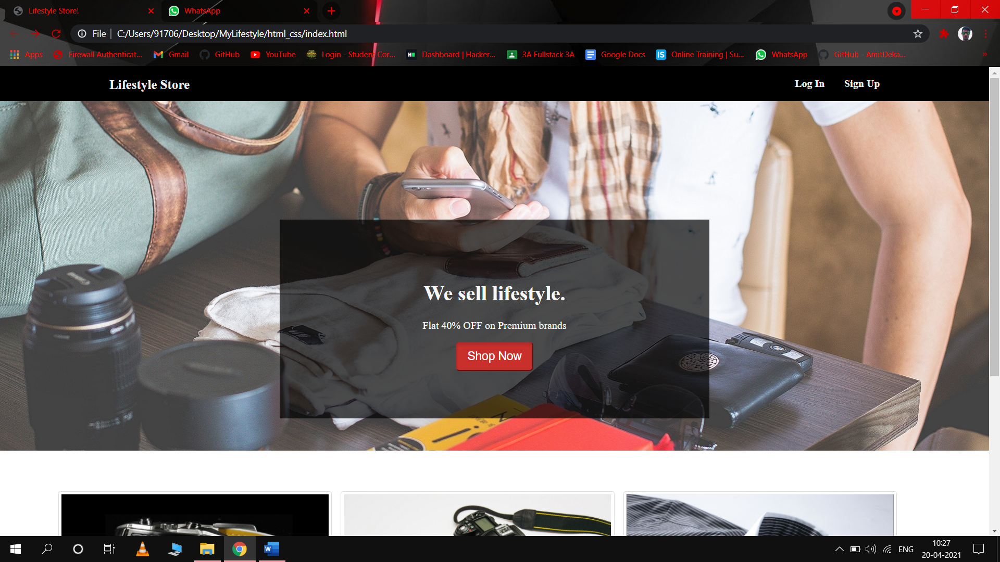 Lifestyle Store!
WhatsApp
File
C:/Users/91706/Desktop/MyLifestyle/html_css/index.html
Apps
Firewall Authenticat...
Gmail
GitHub
YouTube
Login - Student Cor...
Dashboard | Hacker...
3A Fullstack 3A
Google Docs
IS
Online Training | Su...
WhatsApp
GitHub - AmitDeka...
»
Lifestyle Store
Log In
Sign Up
We sell lifestyle.
Flat 40% OFF on Premium brands
Shop Now
ENG
10:27
20-04-2021